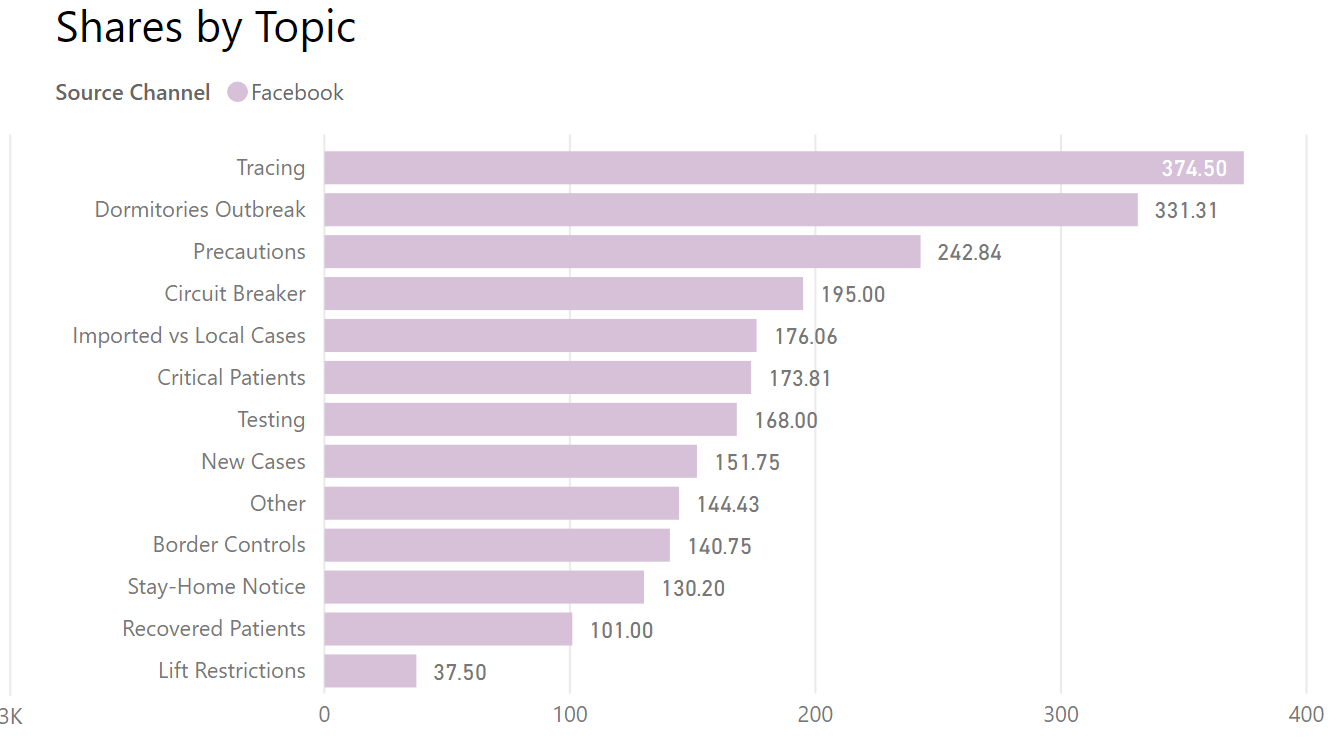 Shares by Topic
Source Channel Facebook
Tracing 374.50
Dormitories Outbreak 331.31
Precautions 242.84
Circuit Breaker 195.00
Imported vs Local Cases 176.06
Critical Patients 173.81
Testing 168.00
New Cases 151.75
Other 144.43
Border Controls 140.75
Stay-Home Notice 130.20
Recovered Patients 101.00
Lift Restrictions 37.50
3K 0 100 200 300 400